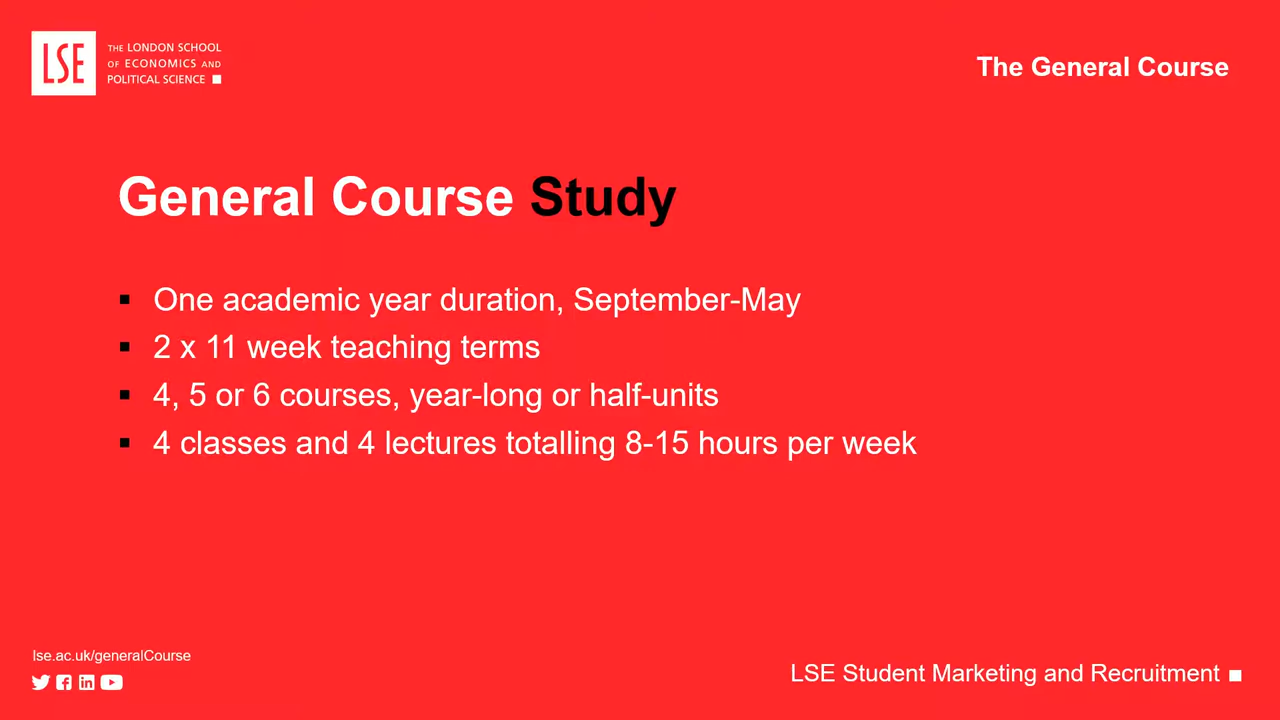 LSE
THE LONDON SCHOOL
OF ECONOMICS AND
POLITICAL SCIENCE
The General Course
General Course Study
One academic year duration, September-May
2 x 11 week teaching terms
4, 5 or 6 courses, year-long or half-units
4 classes and 4 lectures totalling 8-15 hours per week
lse.ac.uk/generalCourse
LSE Student Marketing and Recruitment